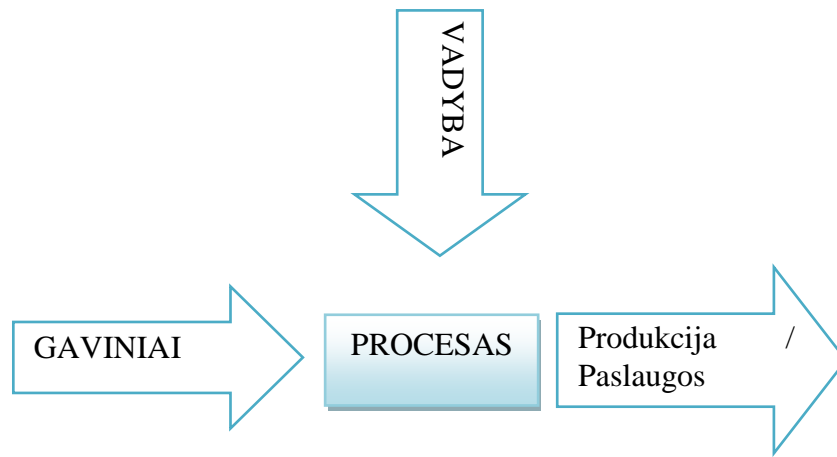 VADYBA
GAVINIAI
PROCESAS
Produkcija /
Paslaugos